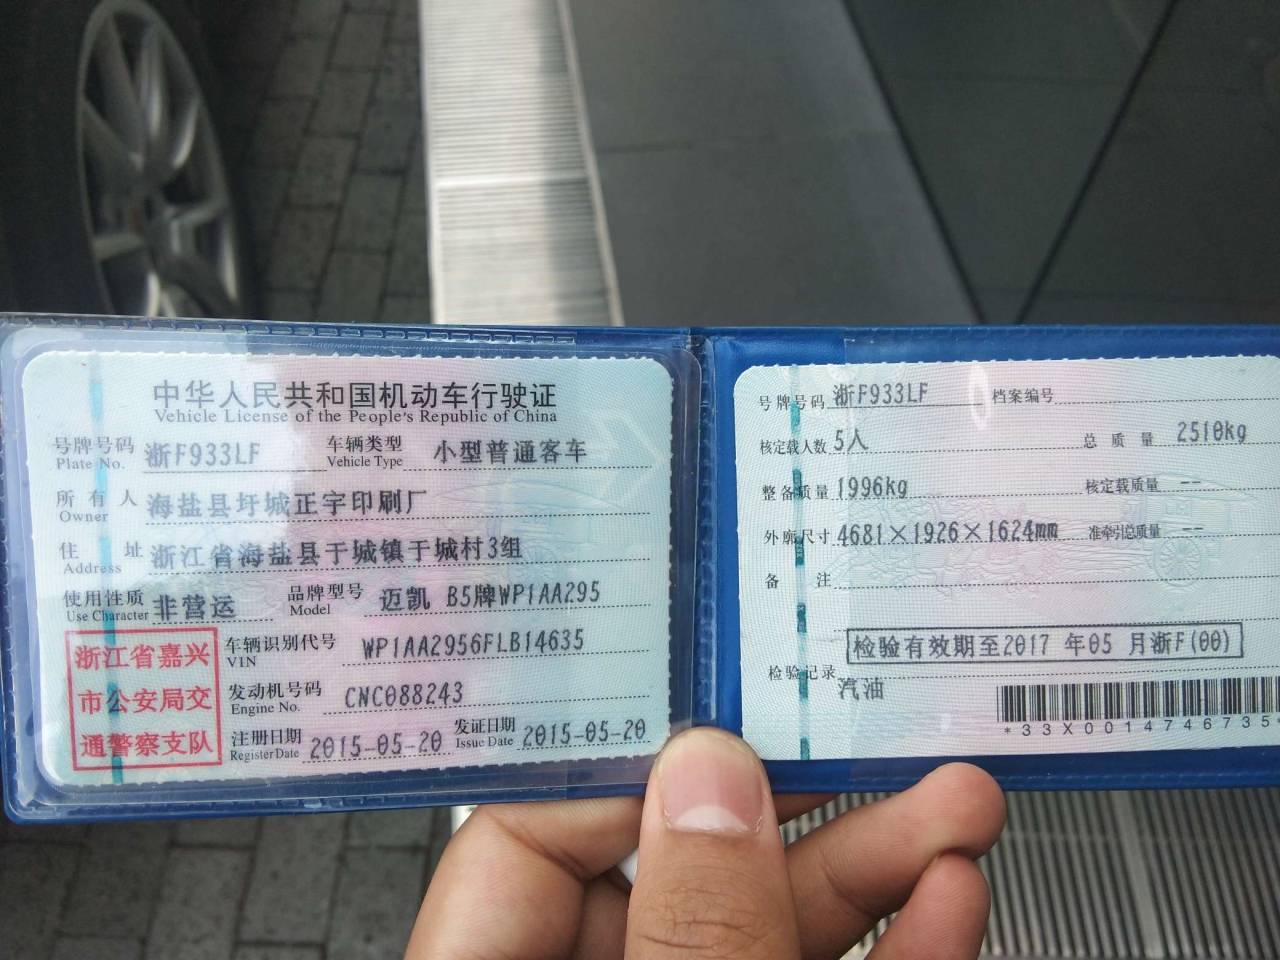 中华人民共和国机动车行驶证
Vehicle License of the People's Republic of China
号牌号码 浙F933LF 车辆类型 小型普通客车
Plate No. Vehicle Type
所有人 海盐县圩城正宇印刷厂
Owner
住址 浙江省海盐县于城镇于城村3组
Address
使用性质 非营运 品牌型号 迈凯 B5牌WP1AA295
Use Character Model
浙江省嘉兴
市公安局交
通警察支队
车辆识别代号 WP1AA2956FLB14635
VIN
发动机号码 CNC088243
Engine No.
注册日期 2015-05-20 发证日期 2015-05-20
Register Date Issue Date
号牌号码 浙F933LF 档案编号
核定载人数 5人 总质量 2510kg
整备质量 1996kg 核定载质量 --
外廓尺寸 4681×1926×1624mm 准牵引总质量 --
备注
检验有效期至2017 年05 月浙F(00)
检验记录
汽油
*33X0014746735